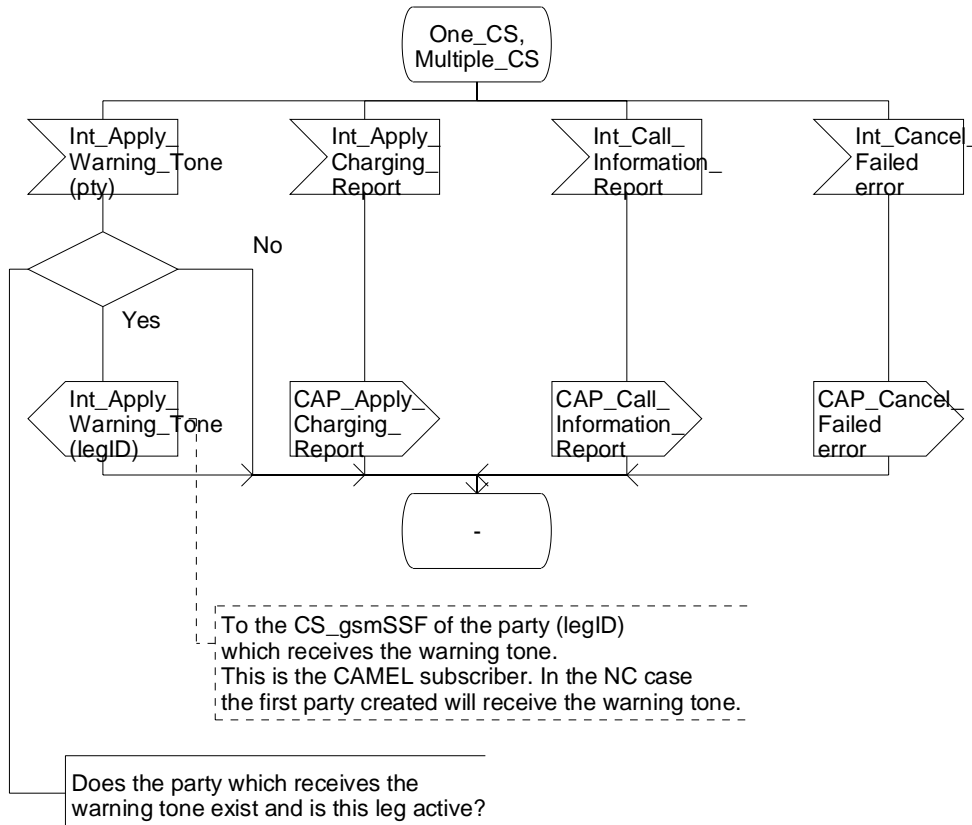 One_CS,
Multiple_CS
Int_Apply_
Warning_Tone
(pty)
Int_Apply_
Charging_
Report
Int_Call_
Information_
Report
Int_Cancel_
Failed
error
No
Yes
Int_Apply_
Warning_Tone
(legID)
CAP_Apply_
Charging_
Report
CAP_Call_
Information_
Report
CAP_Cancel_
Failed
error
-
To the CS_gsmSSF of the party (legID)
which receives the warning tone.
This is the CAMEL subscriber. In the NC case
the first party created will receive the warning tone.
Does the party which receives the
warning tone exist and is this leg active?